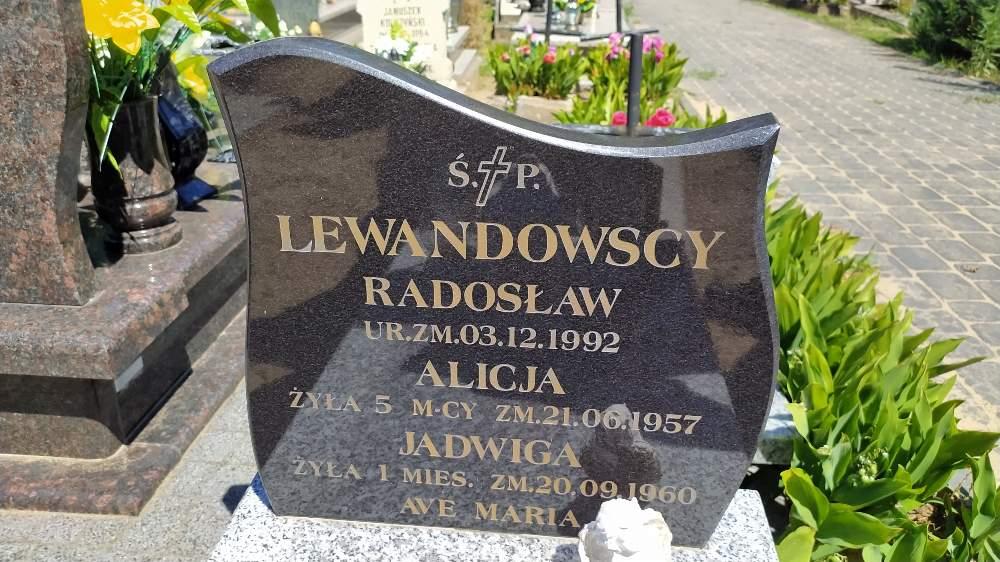 JANUSZEK
Ś. P.
LEWANDOWSCY
RADOSŁAW
UR.ZM.03.12.1992
ALICJA
ŻYŁA 5 M-CY ZM.21.06.1957
JADWIGA
ŻYŁA 1 MIES. ZM.20.09.1960
AVE MARIA